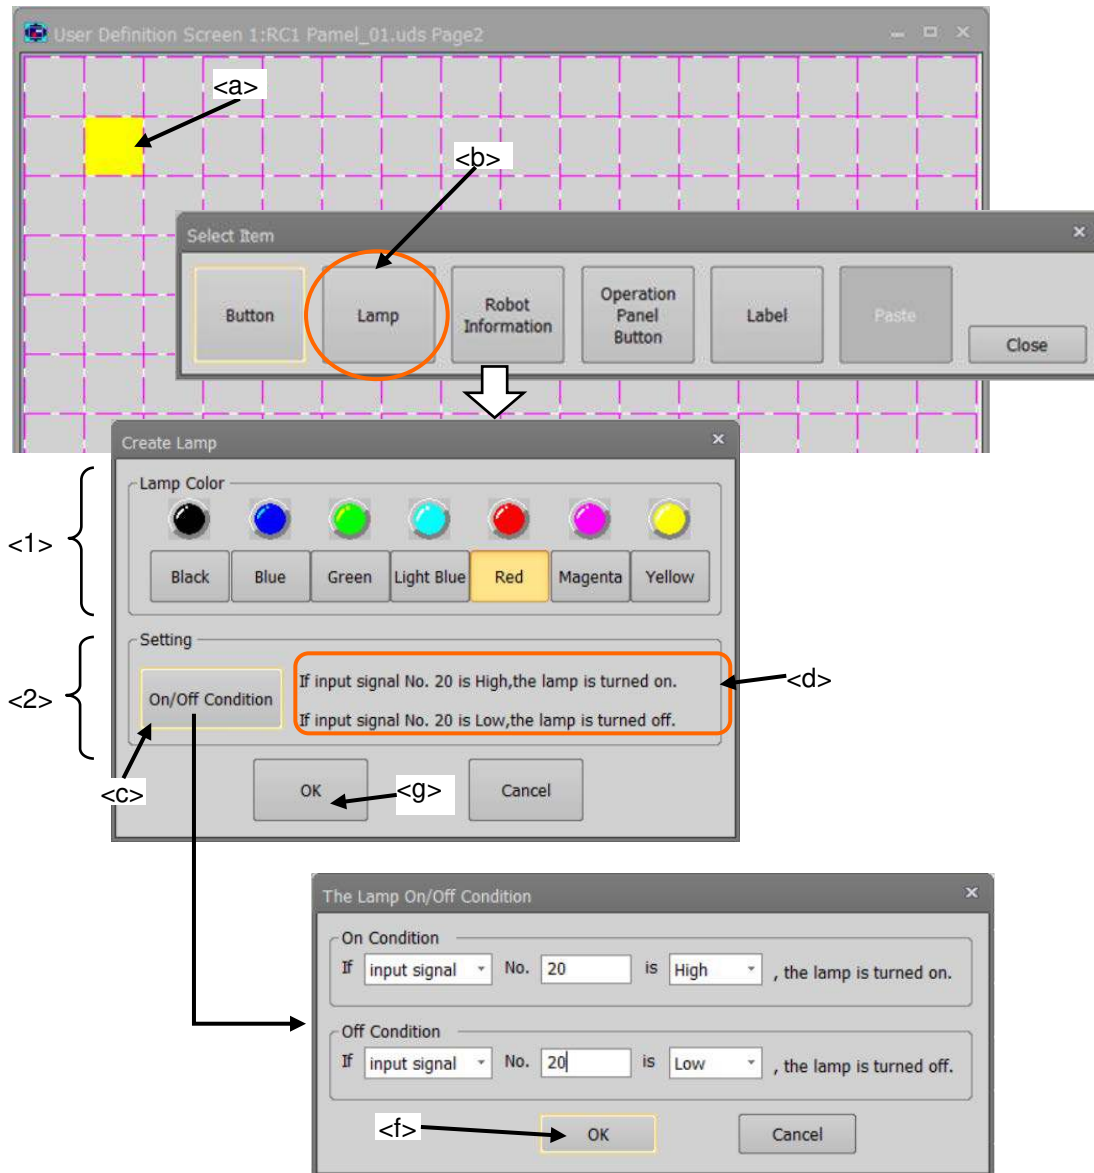 User Definition Screen 1:RC1 Pamel_01.uds Page2
<a>
<b>
Select Item
Button
Lamp
Robot
Information
Operation
Panel
Button
Label
Paste
Close
Create Lamp
<1>
Lamp Color
Black
Blue
Green
Light Blue
Red
Magenta
Yellow
<2>
Setting
On/Off Condition
If input signal No. 20 is High,the lamp is turned on.
If input signal No. 20 is Low,the lamp is turned off.
<d>
<c>
OK
<g>
Cancel
The Lamp On/Off Condition
On Condition
If input signal No. 20 is High , the lamp is turned on.
Off Condition
If input signal No. 20 is Low , the lamp is turned off.
<f>
OK
Cancel